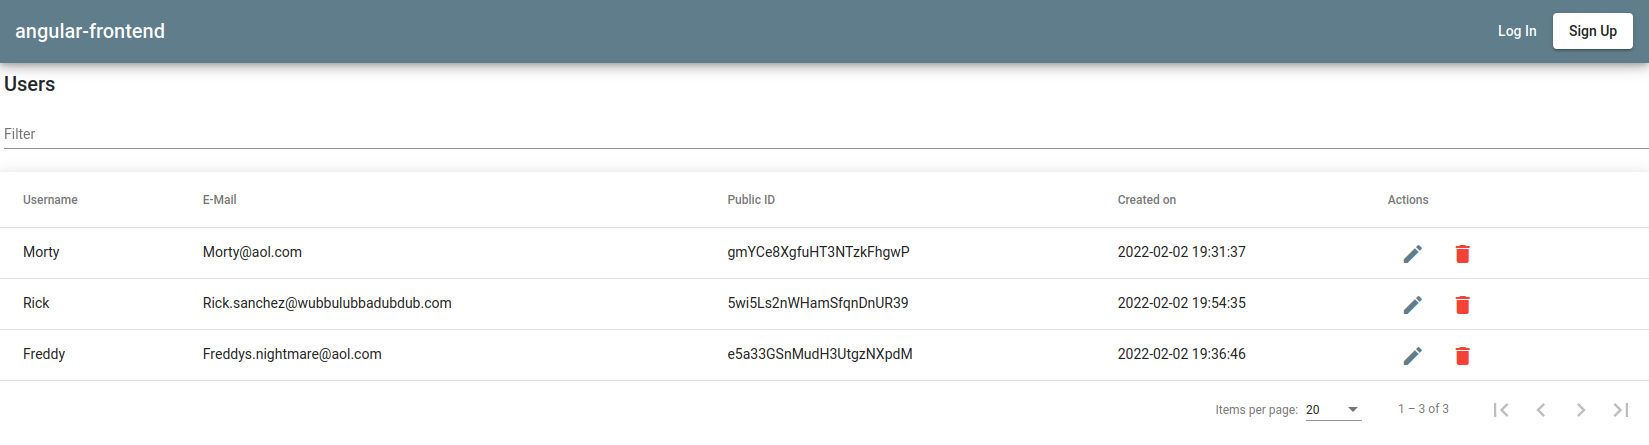 angular-frontend Log In Sign Up
Users
Filter
Username E-Mail Public ID Created on Actions
Morty Morty@aol.com gmYCe8XgfuHT3NTzkFhgwP 2022-02-02 19:31:37
Rick Rick.sanchez@wubbulubbadubdub.com 5wi5Ls2nWHamSfqnDnUR39 2022-02-02 19:54:35
Freddy Freddys.nightmare@aol.com e5a33GSnMudH3UtgzNXpdM 2022-02-02 19:36:46
Items per page: 20 1 – 3 of 3